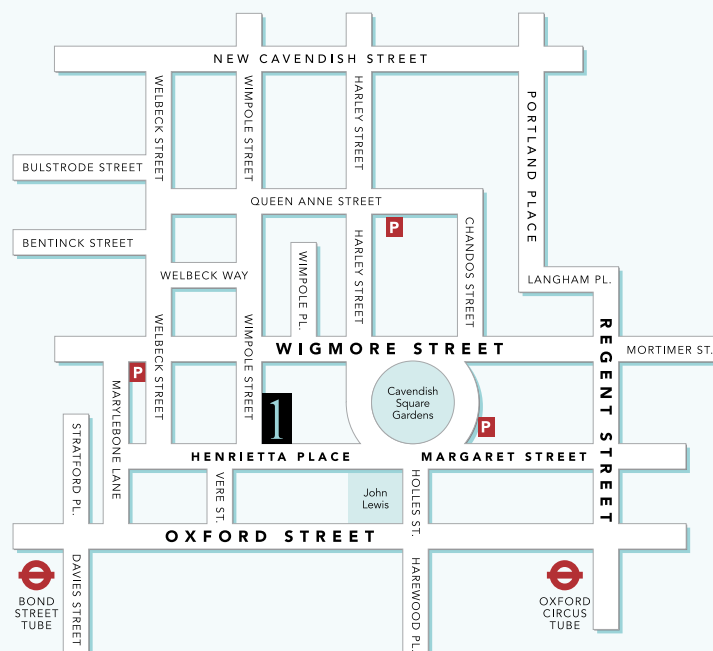 NEW CAVENDISH STREET
WELBECK STREET
WIMPOLE STREET
HARLEY STREET
PORTLAND PLACE
BULSTRODE STREET
QUEEN ANNE STREET
P
BENTINCK STREET
HARLEY STREET
CHANDOS STREET
WELBECK WAY
WIMPOLE PL.
LANGHAM PL.
WELBECK STREET
WIMPOLE STREET
WIGMORE STREET
REGENT STREET
MORTIMER ST.
P
MARYLEBONE LANE
1
Cavendish
Square
Gardens
P
STRATFORD PL.
HENRIETTA PLACE
MARGARET STREET
VERE ST.
John
Lewis
HOLLES ST.
OXFORD STREET
DAVIES STREET
HAREWOOD PL.
BOND
STREET
TUBE
OXFORD
CIRCUS
TUBE